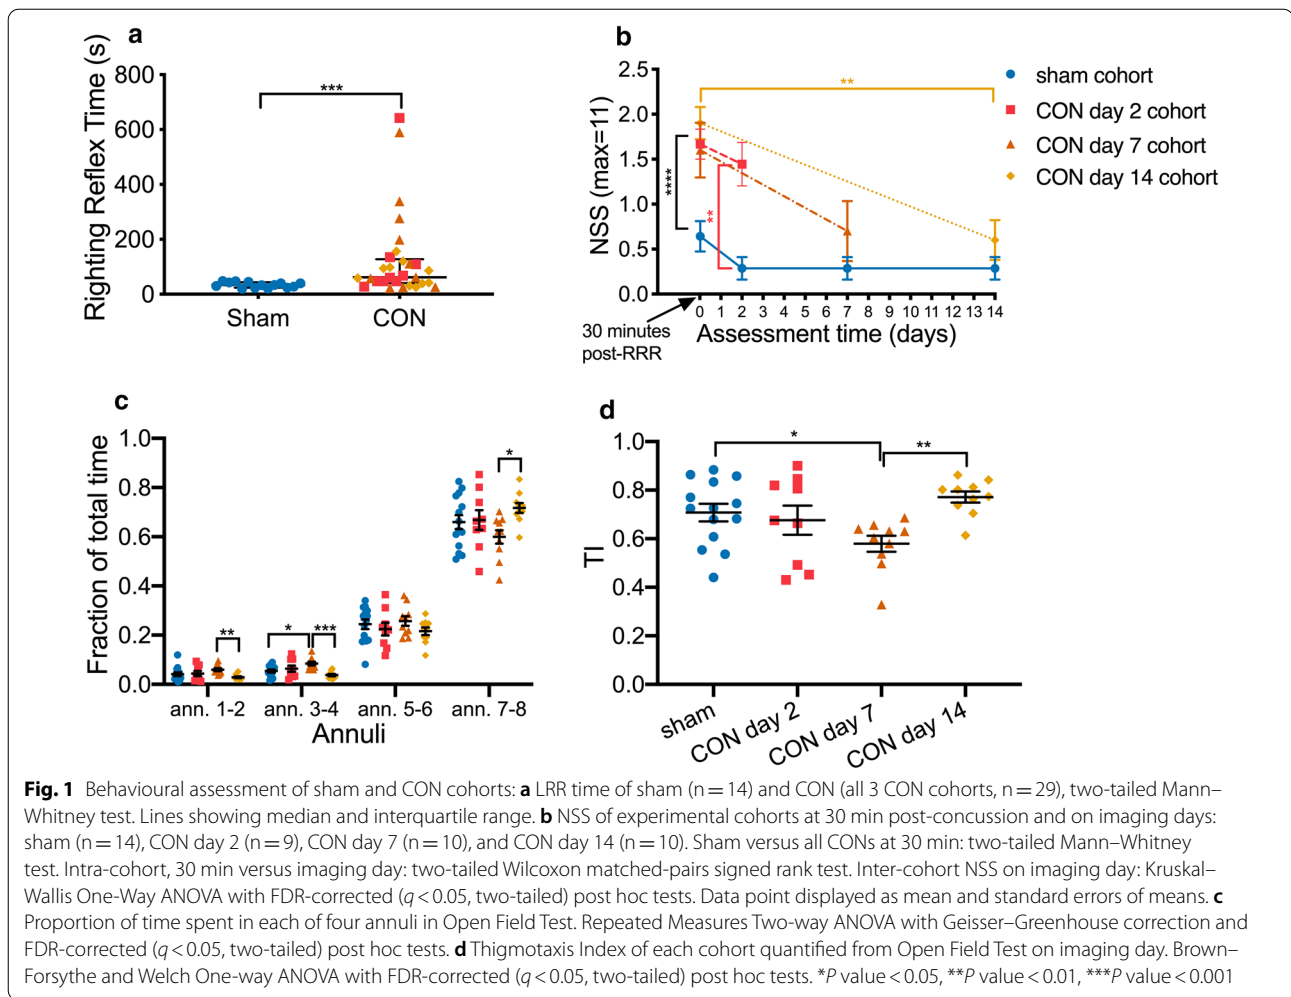 a
Righting Reflex Time (s)
800
600
400
200
0
***
Sham
CON
b
NSS (max=11)
2.5
2.0
1.5
1.0
0.5
0.0
**
****
**
0 1 2 3 4 5 6 7 8 9 10 11 12 13 14
30 minutes
post-RRR
Assessment time (days)
sham cohort
CON day 2 cohort
CON day 7 cohort
CON day 14 cohort
c
Fraction of total time
1.0
0.8
0.6
0.4
0.2
0.0
**
*
***
*
ann. 1-2
ann. 3-4
ann. 5-6
ann. 7-8
Annuli
d
TI
1.0
0.8
0.6
0.4
0.2
0.0
*
**
sham
CON day 2
CON day 7
CON day 14
Fig. 1 Behavioural assessment of sham and CON cohorts: a LRR time of sham (n = 14) and CON (all 3 CON cohorts, n = 29), two-tailed Mann–
Whitney test. Lines showing median and interquartile range. b NSS of experimental cohorts at 30 min post-concussion and on imaging days:
sham (n = 14), CON day 2 (n = 9), CON day 7 (n = 10), and CON day 14 (n = 10). Sham versus all CONs at 30 min: two-tailed Mann–Whitney
test. Intra-cohort, 30 min versus imaging day: two-tailed Wilcoxon matched-pairs signed rank test. Inter-cohort NSS on imaging day: Kruskal–
Wallis One-Way ANOVA with FDR-corrected (q < 0.05, two-tailed) post hoc tests. Data point displayed as mean and standard errors of means. c
Proportion of time spent in each of four annuli in Open Field Test. Repeated Measures Two-way ANOVA with Geisser–Greenhouse correction and
FDR-corrected (q < 0.05, two-tailed) post hoc tests. d Thigmotaxis Index of each cohort quantified from Open Field Test on imaging day. Brown–
Forsythe and Welch One-way ANOVA with FDR-corrected (q < 0.05, two-tailed) post hoc tests. *P value < 0.05, **P value < 0.01, ***P value < 0.001